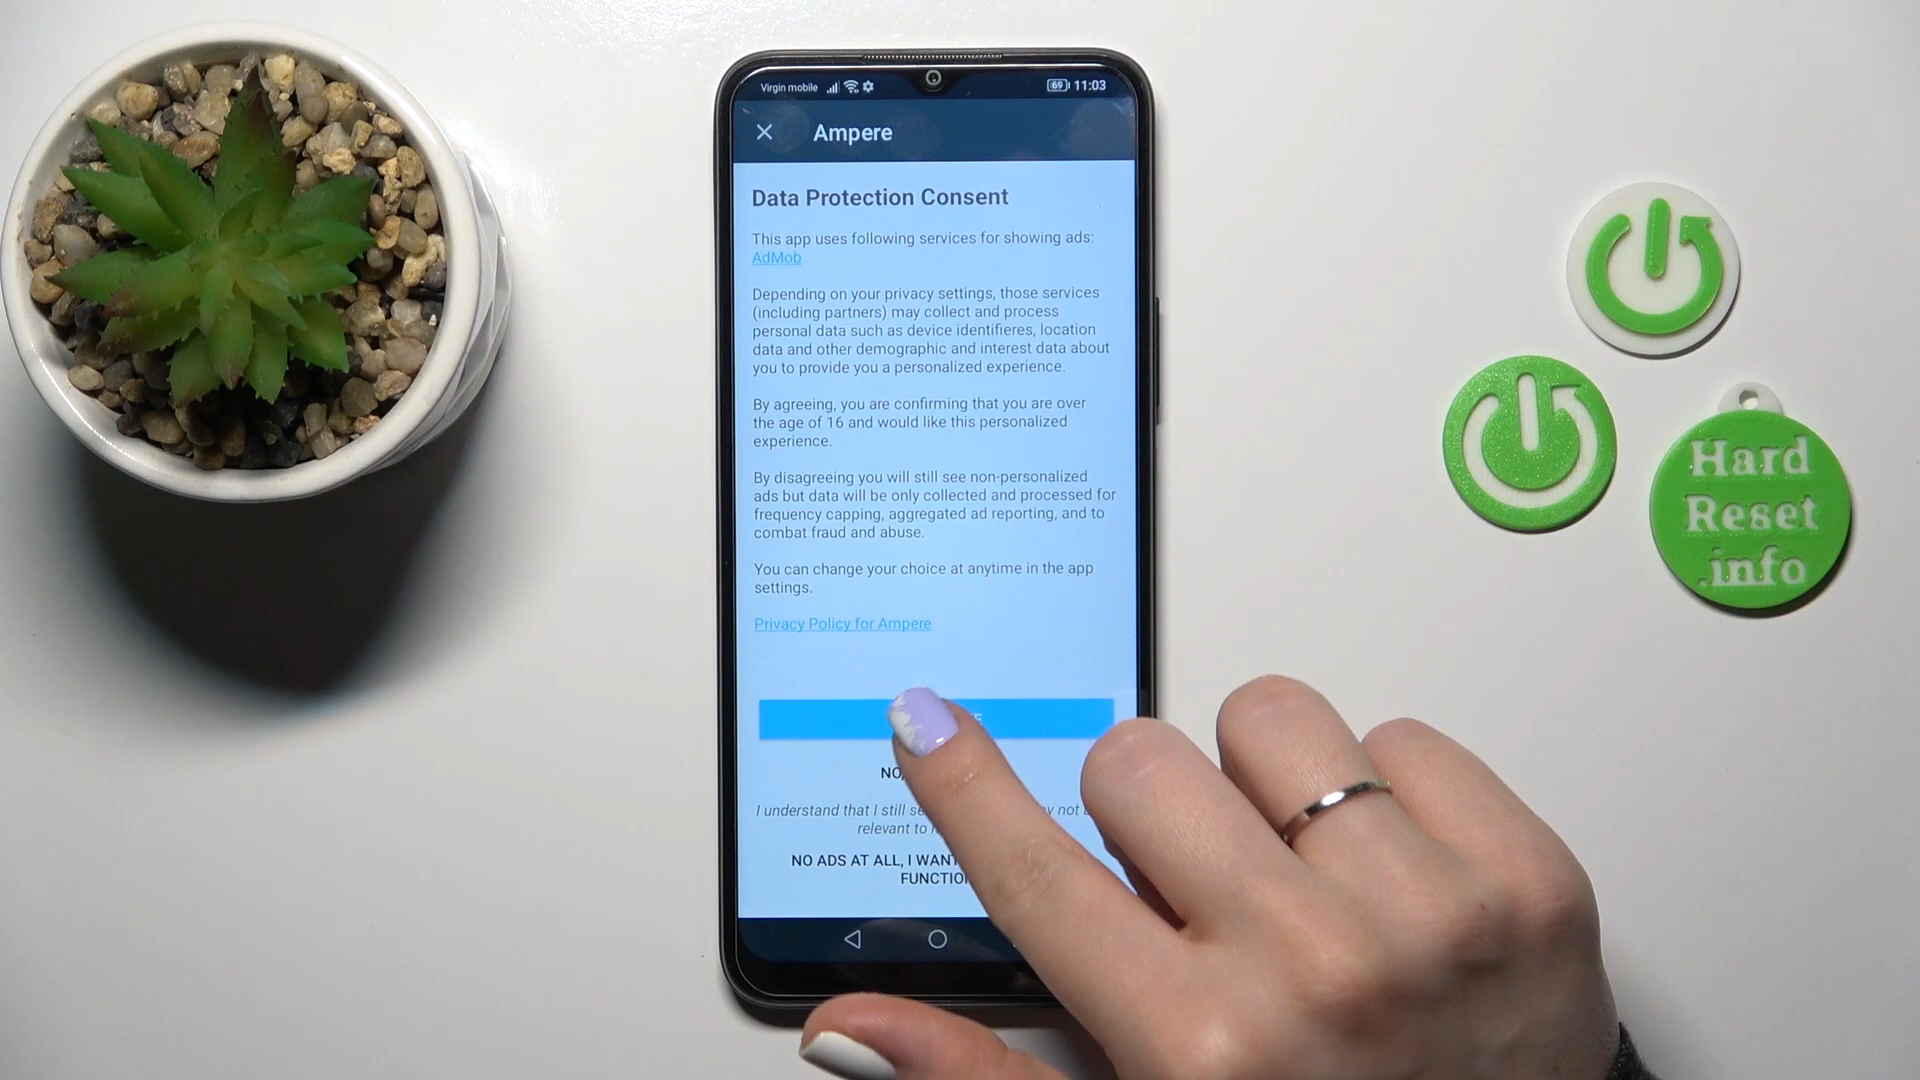 Virgin mobile
69
11:03
Ampere
Data Protection Consent
This app uses following services for showing ads:
AdMob
Depending on your privacy settings, those services
(including partners) may collect and process
personal data such as device identifieres, location
data and other demographic and interest data about
you to provide you a personalized experience.
By agreeing, you are confirming that you are over
the age of 16 and would like this personalized
experience.
By disagreeing you will still see non-personalized
ads but data will be only collected and processed for
frequency capping, aggregated ad reporting, and to
combat fraud and abuse.
You can change your choice at anytime in the app
settings.
Privacy Policy for Ampere
NO,
I understand that I still
not
relevant to
NO ADS AT ALL, I WANT
Hard
Reset
.info